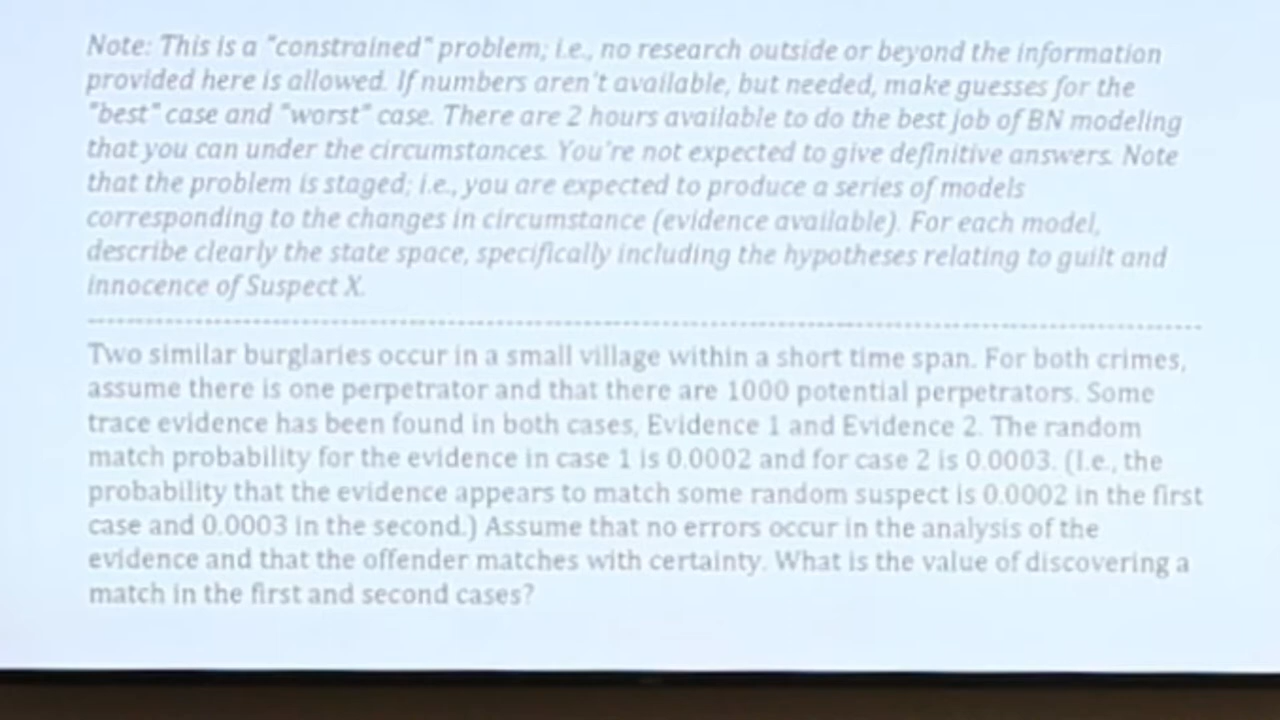 Note: This is a "constrained" problem; i.e., no research outside or beyond the information
provided here is allowed. If numbers aren't available, but needed, make guesses for the
"best" case and "worst" case. There are 2 hours available to do the best job of BN modeling
that you can under the circumstances. You're not expected to give definitive answers. Note
that the problem is staged; i.e., you are expected to produce a series of models
corresponding to the changes in circumstance (evidence available). For each model,
describe clearly the state space, specifically including the hypotheses relating to guilt and
innocence of Suspect X.
Two similar burglaries occur in a small village within a short time span. For both crimes,
assume there is one perpetrator and that there are 1000 potential perpetrators. Some
trace evidence has been found in both cases, Evidence 1 and Evidence 2. The random
match probability for the evidence in case 1 is 0.0002 and for case 2 is 0.0003. (I.e., the
probability that the evidence appears to match some random suspect is 0.0002 in the first
case and 0.0003 in the second.) Assume that no errors occur in the analysis of the
evidence and that the offender matches with certainty. What is the value of discovering a
match in the first and second cases?